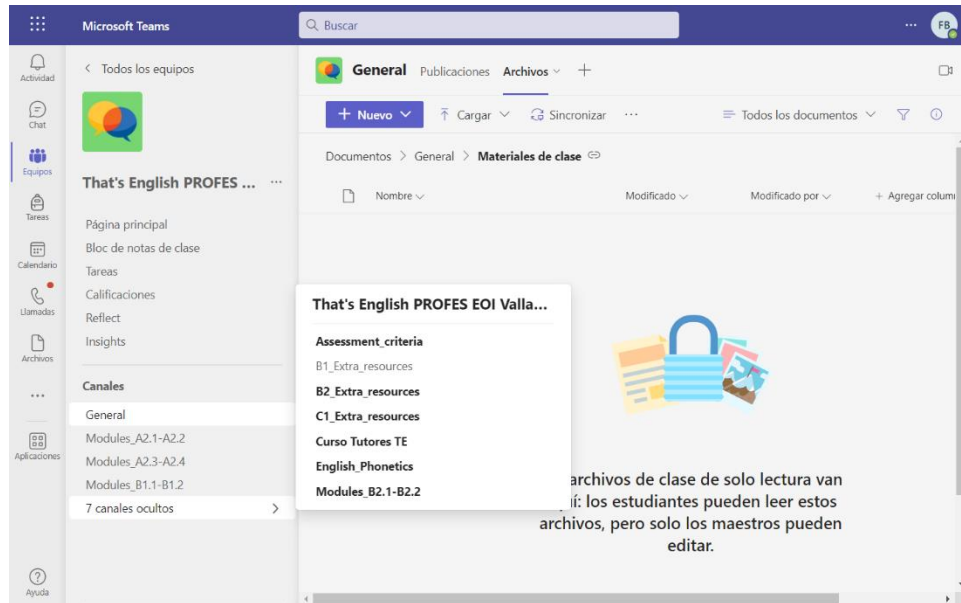 Microsoft Teams
Buscar
FB
Actividad
Chat
Equipos
Tareas
Calendario
Llamadas
Archivos
Aplicaciones
Ayuda
Todos los equipos
That's English PROFES ...
Página principal
Bloc de notas de clase
Tareas
Calificaciones
Reflect
Insights
Canales
General
Modules_A2.1-A2.2
Modules_A2.3-A2.4
Modules_B1.1-B1.2
7 canales ocultos
That's English PROFES EOI Valla...
Assessment_criteria
B1_Extra_resources
B2_Extra_resources
C1_Extra_resources
Curso Tutores TE
English_Phonetics
Modules_B2.1-B2.2
General Publicaciones Archivos
+ Nuevo Cargar Sincronizar ... Todos los documentos
Documentos > General > Materiales de clase
Nombre Modificado Modificado por + Agregar colum
archivos de clase de solo lectura van
los estudiantes pueden leer estos
archivos, pero solo los maestros pueden
editar.